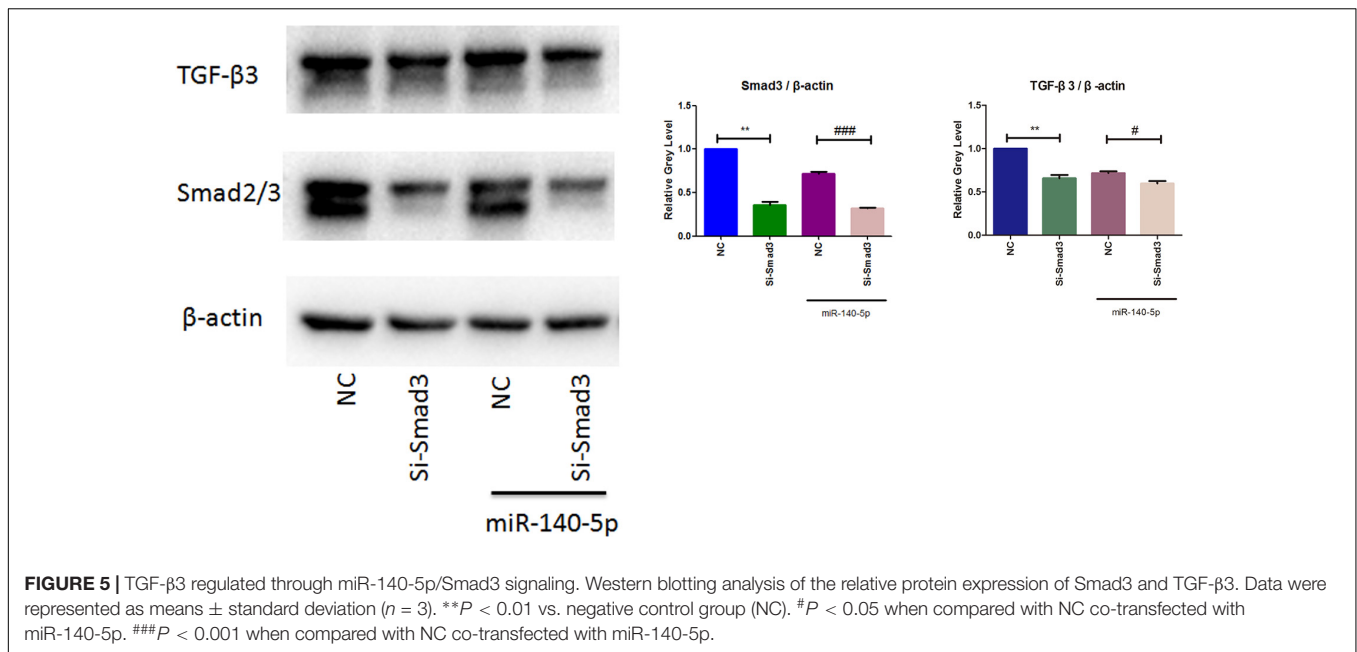 TGF-β3
Smad2/3
β-actin
NC
Si-Smad3
NC
Si-Smad3
miR-140-5p
Smad3 / β-actin
Relative Grey Level
1.5
1.0
0.5
0.0
**
###
NC
Si-Smad3
NC
Si-Smad3
miR-140-5p
TGF-β 3 / β -actin
Relative Grey Level
1.5
1.0
0.5
0.0
**
#
NC
Si-Smad3
NC
Si-Smad3
miR-140-5p
FIGURE 5 | TGF-β3 regulated through miR-140-5p/Smad3 signaling. Western blotting analysis of the relative protein expression of Smad3 and TGF-β3. Data were
represented as means ± standard deviation (n = 3). **P < 0.01 vs. negative control group (NC). #P < 0.05 when compared with NC co-transfected with
miR-140-5p. ###P < 0.001 when compared with NC co-transfected with miR-140-5p.